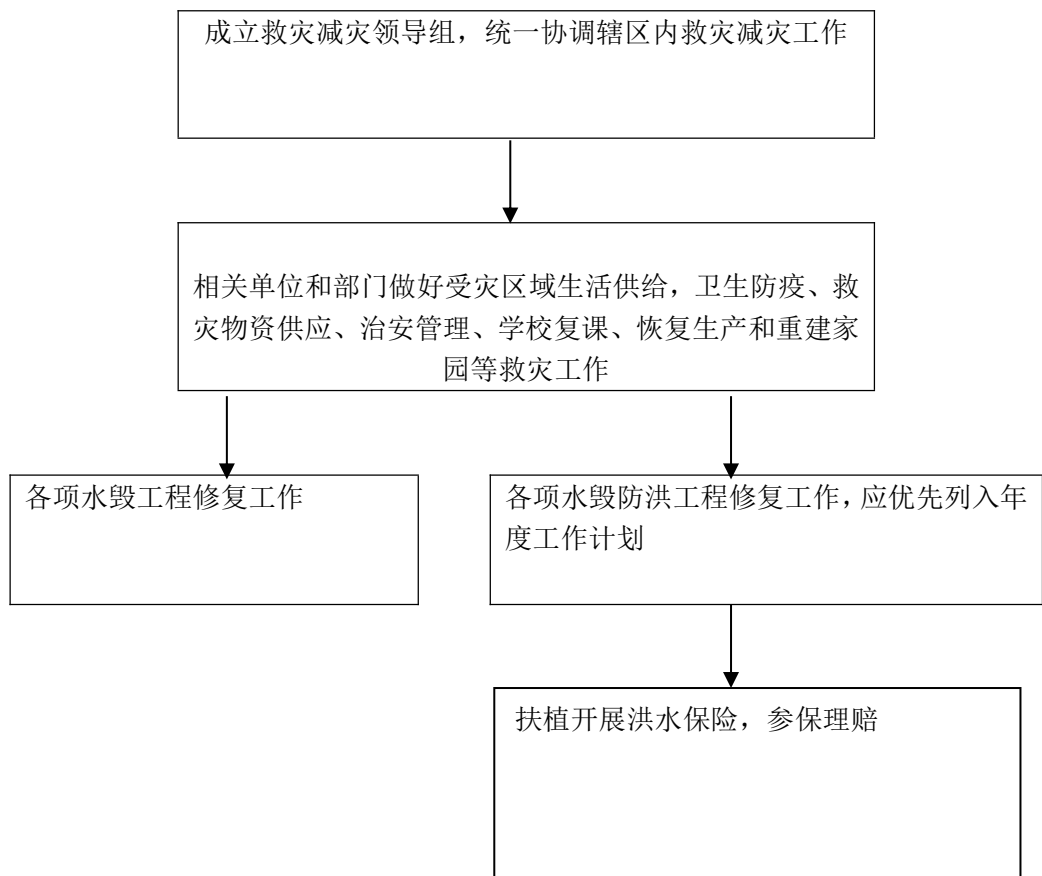 成立救灾减灾领导组，统一协调辖区内救灾减灾工作
相关单位和部门做好受灾区域生活供给，卫生防疫、救
灾物资供应、治安管理、学校复课、恢复生产和重建家
园等救灾工作
各项水毁工程修复工作
各项水毁防洪工程修复工作，应优先列入年
度工作计划
扶植开展洪水保险，参保理赔